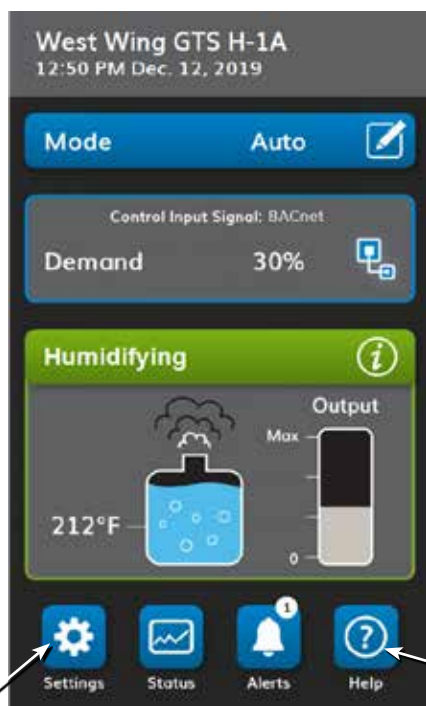 West Wing GTS H-1A
12:50 PM Dec. 12, 2019
Mode Auto
Control Input Signal: BACnet
Demand 30%
Humidifying i
Output
Max
212°F
0
1
?
Settings Status Alerts Help